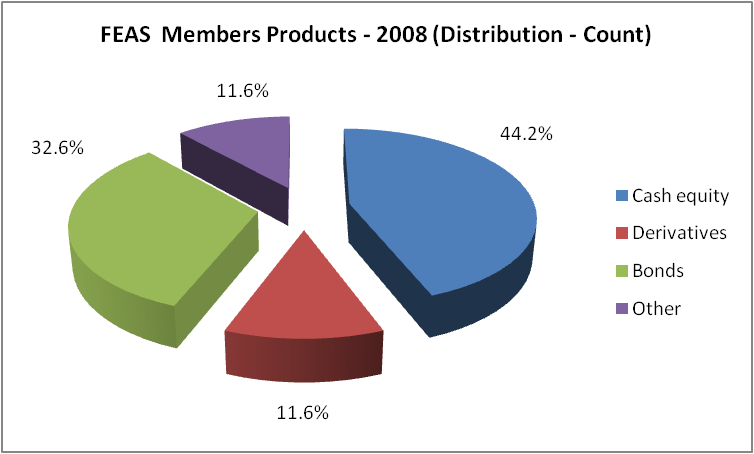 FEAS  Members Products - 2008 (Distribution - Count)
11.6%
44.2%
32.6%
Cash equity
Derivatives
Bonds
Other
11.6%